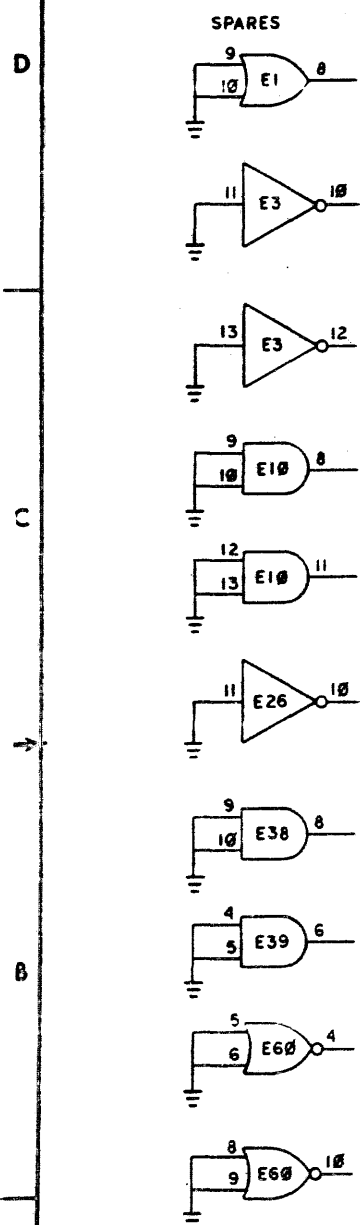 SPARES
D
9
10 E1 8
11 E3 10
13 E3 12
C
9
10 E10 8
12
13 E10 11
11 E26 10
9
10 E38 8
B
4
5 E39 6
5
6 E60 4
8
9 E60 10